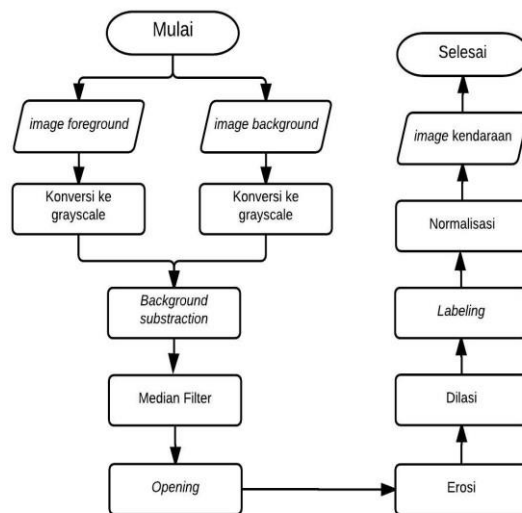 Mulai
image foreground
image background
Konversi ke
grayscale
Konversi ke
grayscale
Background
substraction
Median Filter
Opening
Erosi
Dilasi
Labeling
Normalisasi
image kendaraan
Selesai